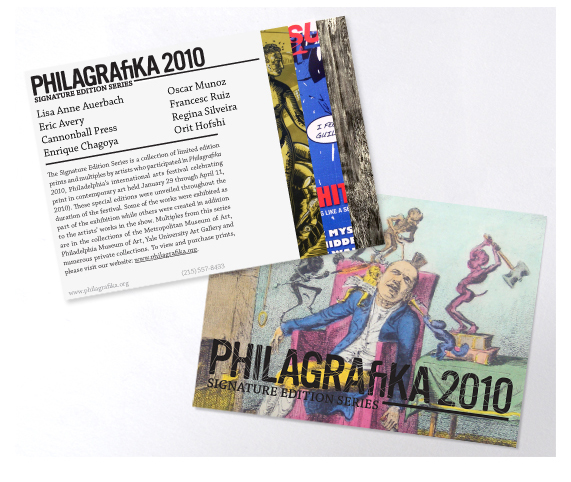 PHILAGRAfiKA 2010
SIGNATURE EDITION SERIES
Lisa Anne Auerbach
Eric Avery
Cannonball Press
Enrique Chagoya
Oscar Munoz
Francesc Ruiz
Regina Silveira
Orit Hofshi
The Signature Edition Series is a collection of limited edition
prints and multiples by artists who participated in Philagrafika
2010, Philadelphia's international arts festival celebrating
print in contemporary art held January 29 through April 11,
2010). These special editions were unveiled throughout the
duration of the festival. Some of the works were exhibited as
part of the exhibition while others were created in addition
to the artists' works in the show. Multiples from this series
are in the collections of the Metropolitan Museum of Art,
Philadelphia Museum of Art, Yale University Art Gallery and
numerous private collections. To view and purchase prints,
please visit our website: www.philagrafika.org.
www.philagrafika.org
(215) 557-8433
SL
I FE
GUIL
HIT
S LIKE A SE
MYS
IDDE
PHILAGRAfiKA 2010
SIGNATURE EDITION SERIES